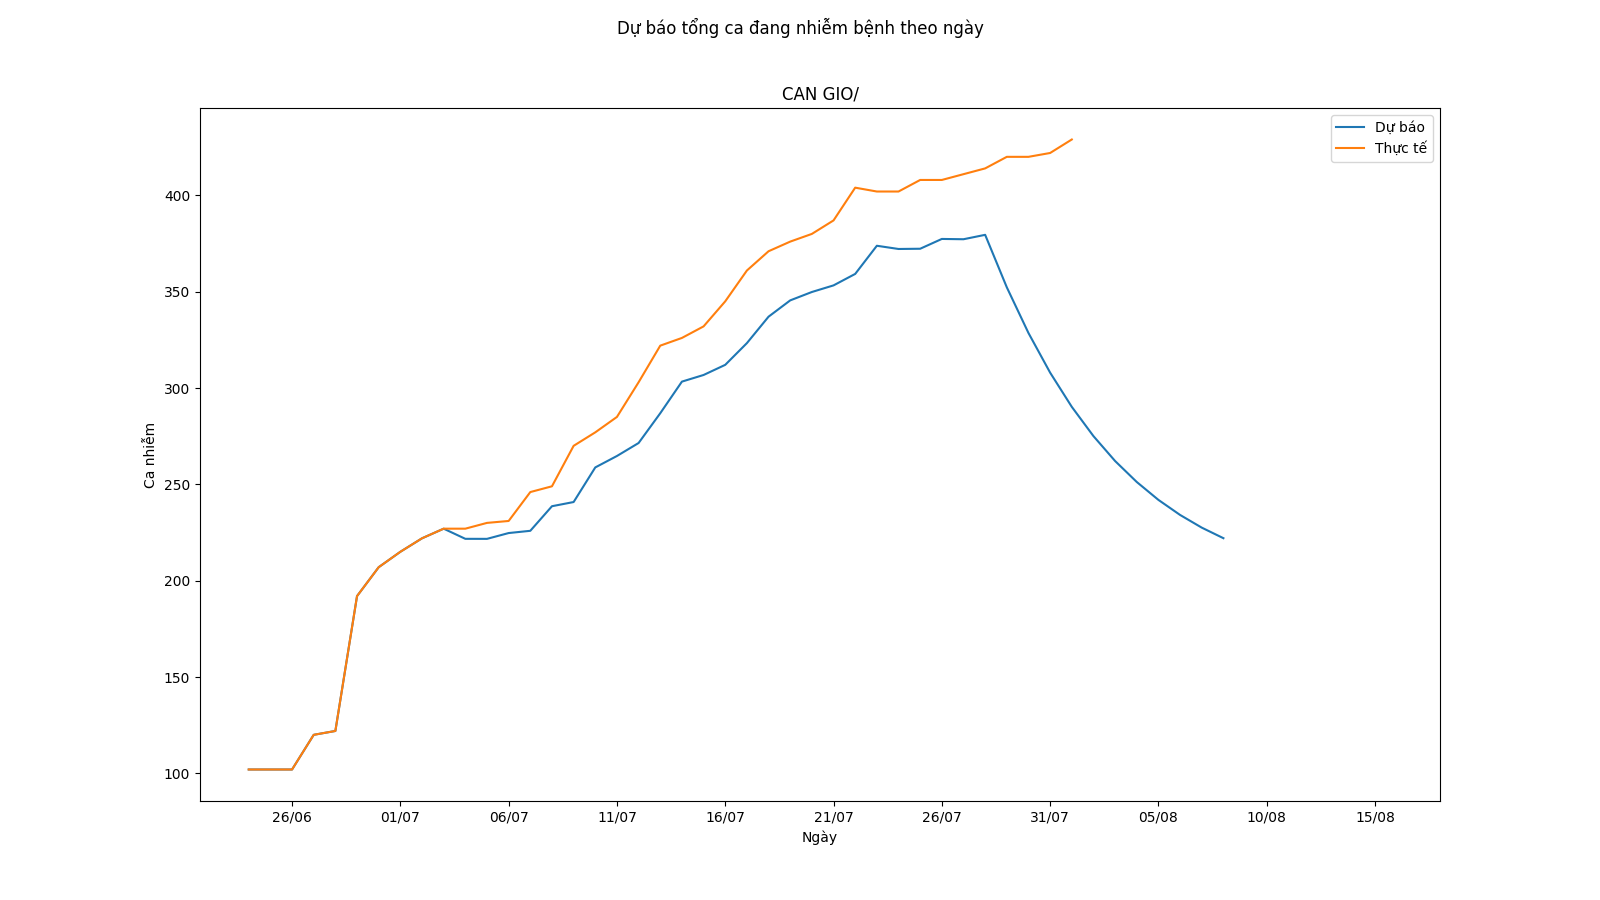 Dự báo tổng ca đang nhiễm bệnh theo ngày
CAN GIO/
Dự báo
Thực tế
400
350
300
250
200
150
100
Ca nhiễm
26/06 01/07 06/07 11/07 16/07 21/07 26/07 31/07 05/08 10/08 15/08
Ngày